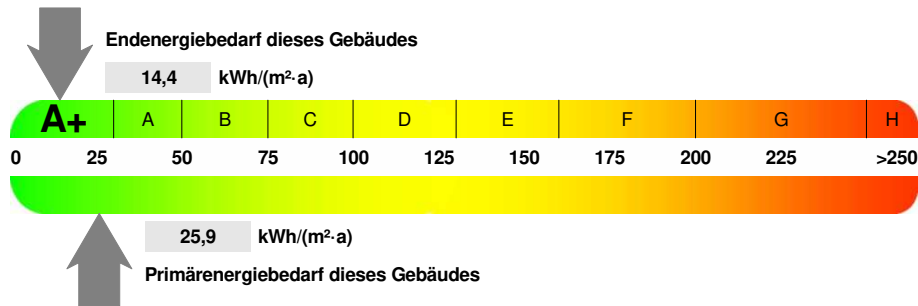 Endenergiebedarf dieses Gebäudes
14,4 kWh/(m²·a)
A+ A B C D E F G H
0 25 50 75 100 125 150 175 200 225 >250
25,9 kWh/(m²·a)
Primärenergiebedarf dieses Gebäudes